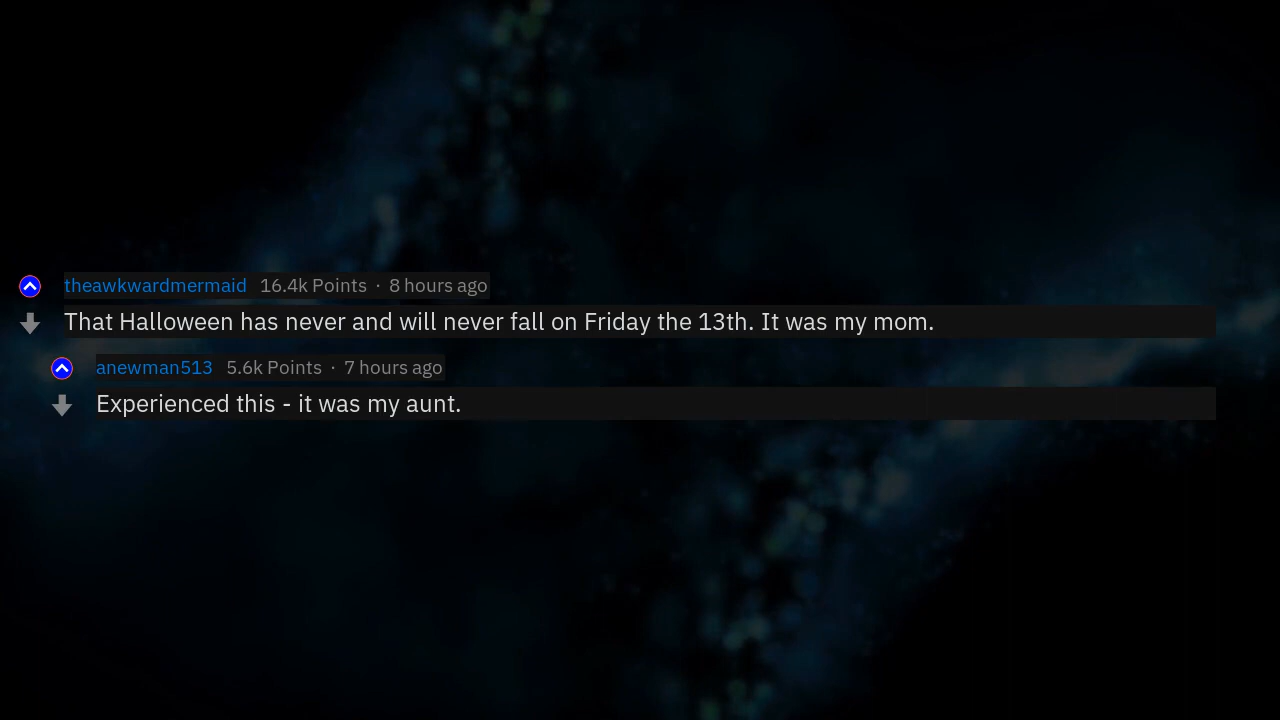 theawkwardmermaid 16.4k Points · 8 hours ago
That Halloween has never and will never fall on Friday the 13th. It was my mom.
anewman513 5.6k Points · 7 hours ago
Experienced this - it was my aunt.